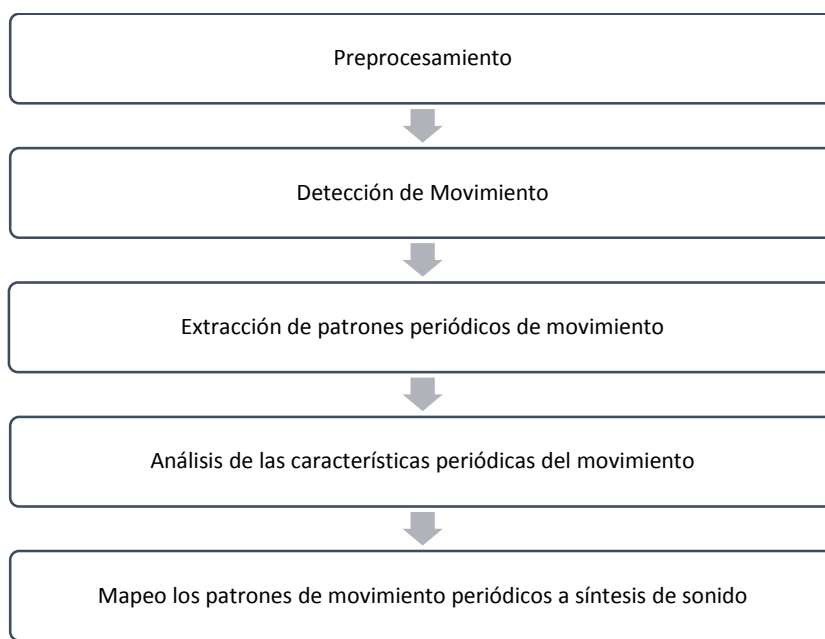 Preprocesamiento
Detección de Movimiento
Extracción de patrones periódicos de movimiento
Análisis de las características periódicas del movimiento
Mapeo los patrones de movimiento periódicos a síntesis de sonido